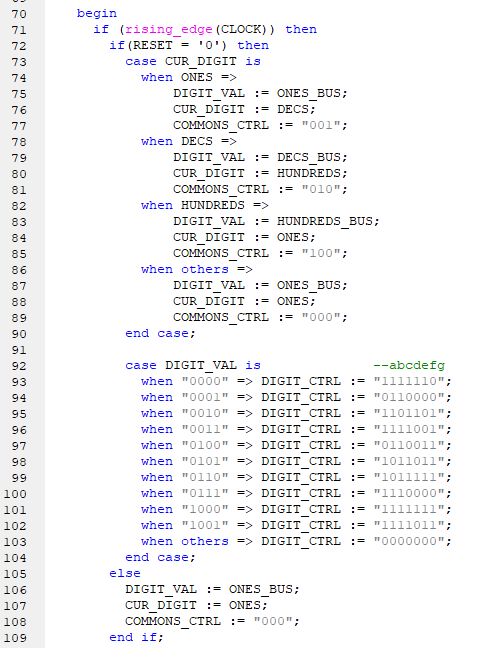 70 begin
71 if (rising_edge(CLOCK)) then
72 if(RESET = '0') then
73 case CUR_DIGIT is
74 when ONES =>
75 DIGIT_VAL := ONES_BUS;
76 CUR_DIGIT := DECS;
77 COMMONS_CTRL := "001";
78 when DECS =>
79 DIGIT_VAL := DECS_BUS;
80 CUR_DIGIT := HUNDREDS;
81 COMMONS_CTRL := "010";
82 when HUNDREDS =>
83 DIGIT_VAL := HUNDREDS_BUS;
84 CUR_DIGIT := ONES;
85 COMMONS_CTRL := "100";
86 when others =>
87 DIGIT_VAL := ONES_BUS;
88 CUR_DIGIT := ONES;
89 COMMONS_CTRL := "000";
90 end case;
91
92 case DIGIT_VAL is --abcdefg
93 when "0000" => DIGIT_CTRL := "1111110";
94 when "0001" => DIGIT_CTRL := "0110000";
95 when "0010" => DIGIT_CTRL := "1101101";
96 when "0011" => DIGIT_CTRL := "1111001";
97 when "0100" => DIGIT_CTRL := "0110011";
98 when "0101" => DIGIT_CTRL := "1011011";
99 when "0110" => DIGIT_CTRL := "1011111";
100 when "0111" => DIGIT_CTRL := "1110000";
101 when "1000" => DIGIT_CTRL := "1111111";
102 when "1001" => DIGIT_CTRL := "1111011";
103 when others => DIGIT_CTRL := "0000000";
104 end case;
105 else
106 DIGIT_VAL := ONES_BUS;
107 CUR_DIGIT := ONES;
108 COMMONS_CTRL := "000";
109 end if;